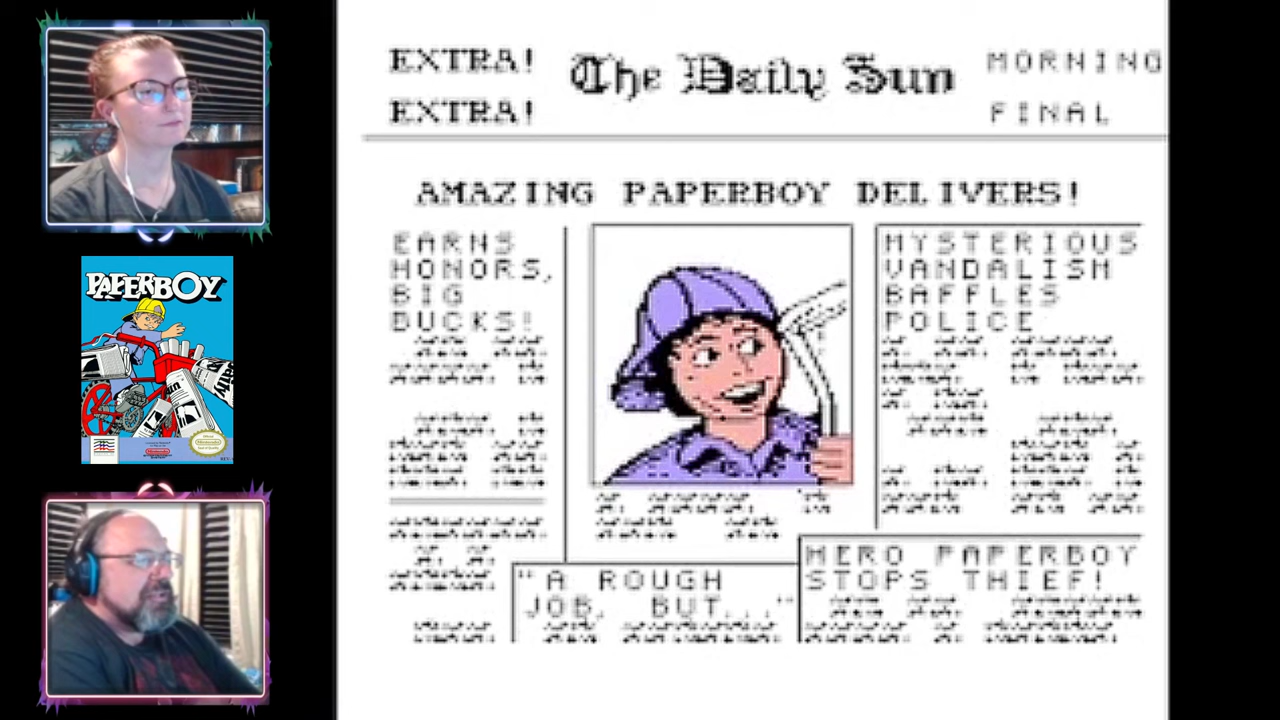 EXTRA!
EXTRA!
The Daily Sun
MORNING
FINAL
AMAZING PAPERBOY DELIVERS!
EARNS
HONORS,
BIG
BUCKS!
MYSTERIOUS
VANDALISM
BAFFLES
POLICE
"A ROUGH
JOB, BUT..."
HERO PAPERBOY
STOPS THIEF!
PAPERBOY